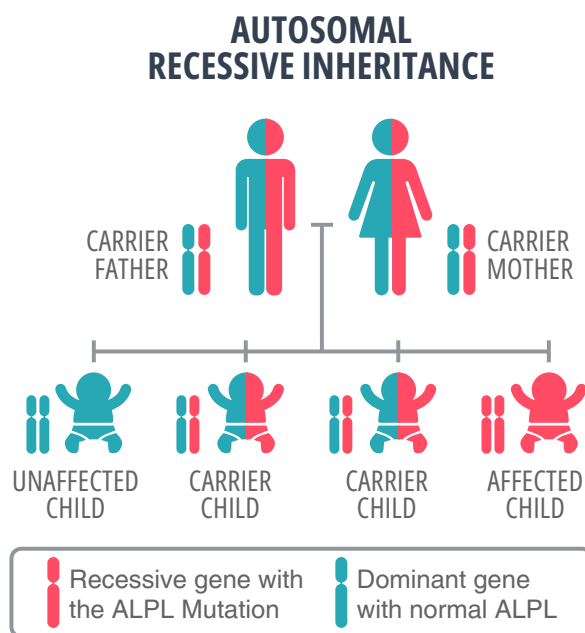 AUTOSOMAL
RECESSIVE INHERITANCE
CARRIER
FATHER
CARRIER
MOTHER
UNAFFECTED
CHILD
CARRIER
CHILD
CARRIER
CHILD
AFFECTED
CHILD
Recessive gene with
the ALPL Mutation
Dominant gene
with normal ALPL